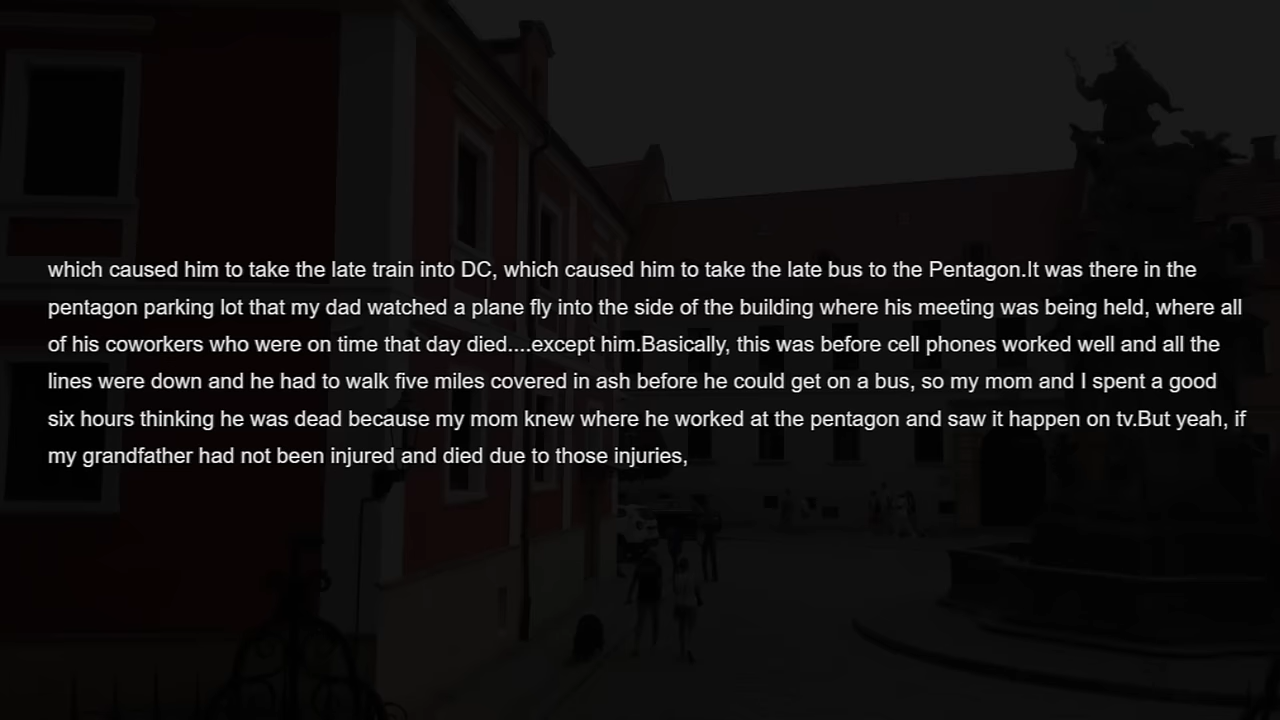 which caused him to take the late train into DC, which caused him to take the late bus to the Pentagon.It was there in the
pentagon parking lot that my dad watched a plane fly into the side of the building where his meeting was being held, where all
of his coworkers who were on time that day died....except him.Basically, this was before cell phones worked well and all the
lines were down and he had to walk five miles covered in ash before he could get on a bus, so my mom and I spent a good
six hours thinking he was dead because my mom knew where he worked at the pentagon and saw it happen on tv.But yeah, if
my grandfather had not been injured and died due to those injuries,